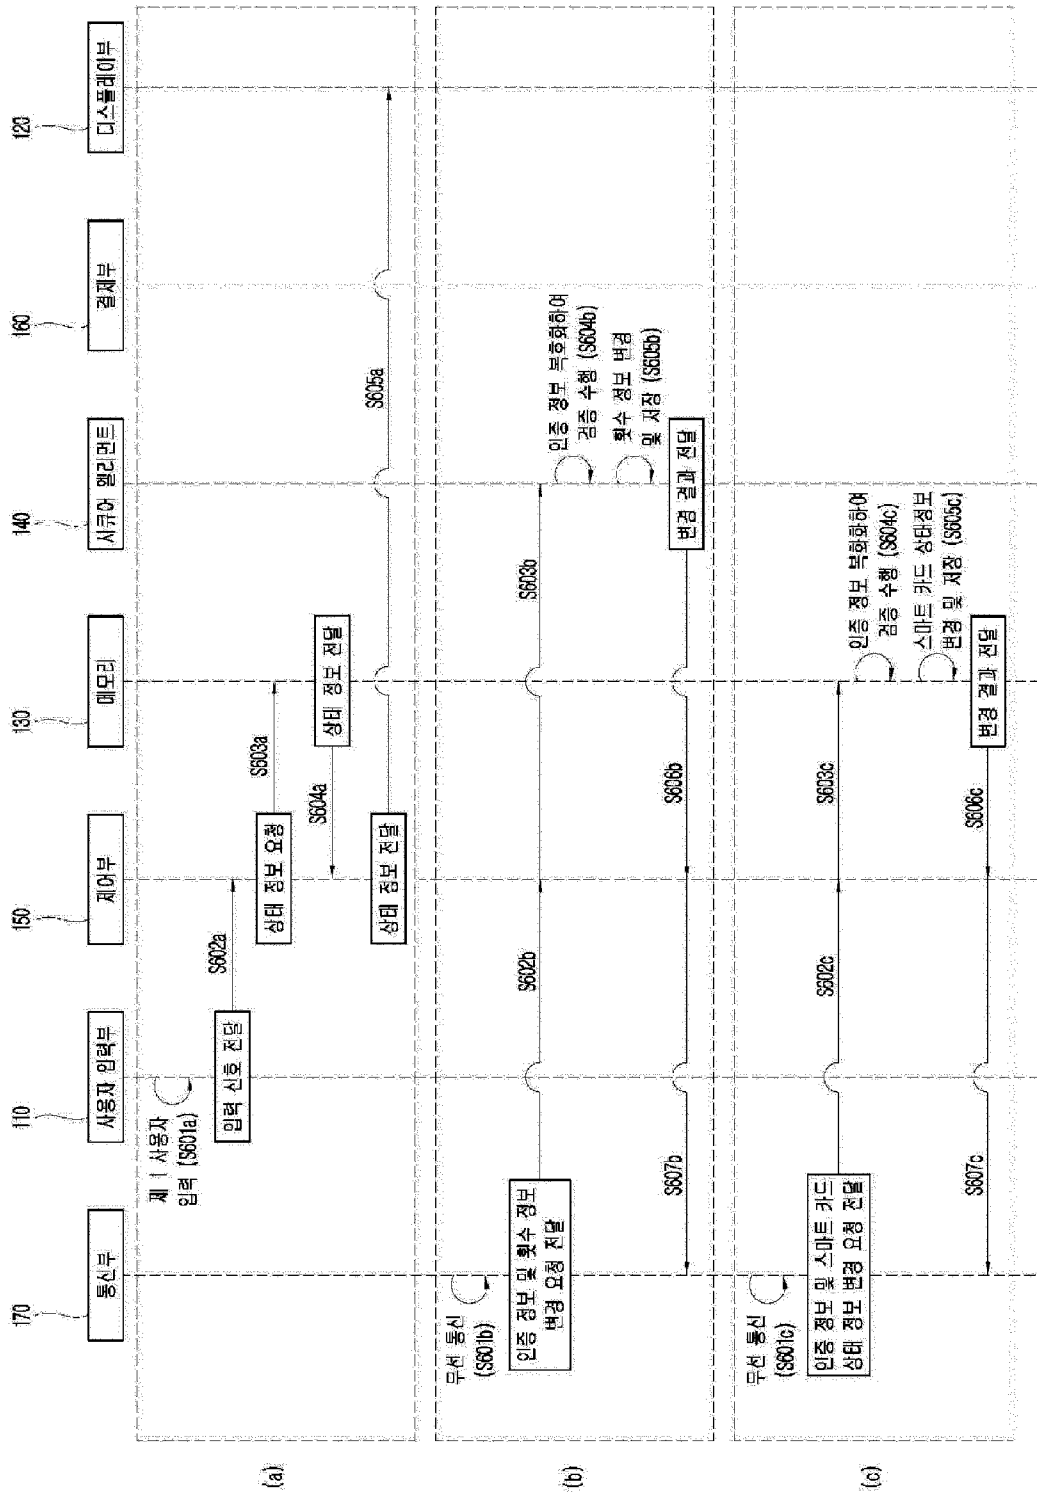 170
110
150
130
140
160
120
통신부
사용자 입력부
제어부
메모리
시큐어 엘리먼트
결제부
디스플레이부
(a)
제 1 사용자
입력 (S601a)
입력 신호 전달
S602a
상태 정보 요청
S603a
상태 정보 전달
S604a
상태 정보 전달
S605a
(b)
무선 통신
(S601b)
인증 정보 및 횟수 정보
변경 요청 전달
S602b
S603b
인증 정보 복호화하여
검증 수행 (S604b)
횟수 정보 변경
및 저장 (S605b)
변경 결과 전달
S606b
S607b
(c)
무선 통신
(S601c)
인증 정보 및 스마트 카드
상태 정보 변경 요청 전달
S602c
S603c
인증 정보 복화화하여
검증 수행 (S604c)
스마트 카드 상태정보
변경 및 저장 (S605c)
변경 결과 전달
S606c
S607c